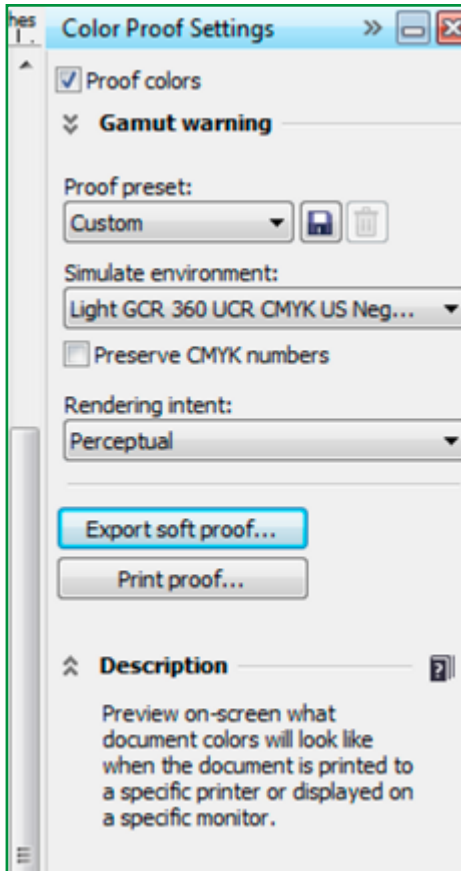 hes
Color Proof Settings
Proof colors
Gamut warning
Proof preset:
Custom
Simulate environment:
Light GCR 360 UCR CMYK US Neg...
Preserve CMYK numbers
Rendering intent:
Perceptual
Export soft proof...
Print proof...
Description
Preview on-screen what
document colors will look like
when the document is printed to
a specific printer or displayed on
a specific monitor.